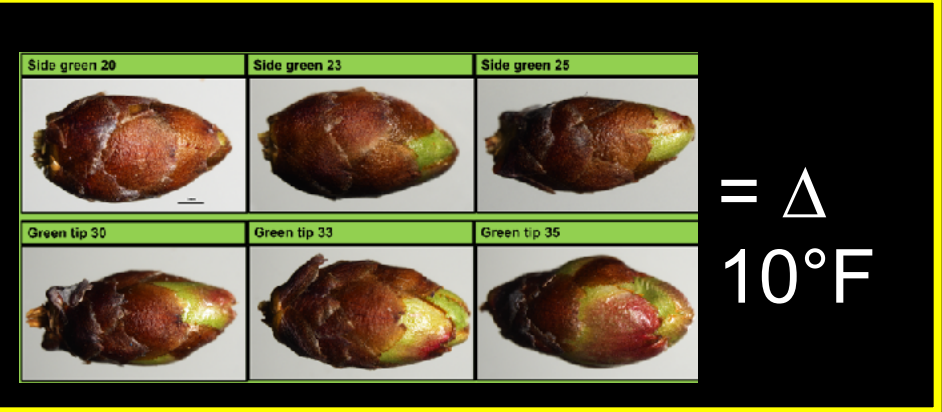 Side green 20
Side green 23
Side green 25
Green tip 30
Green tip 33
Green tip 35
= Δ
10°F